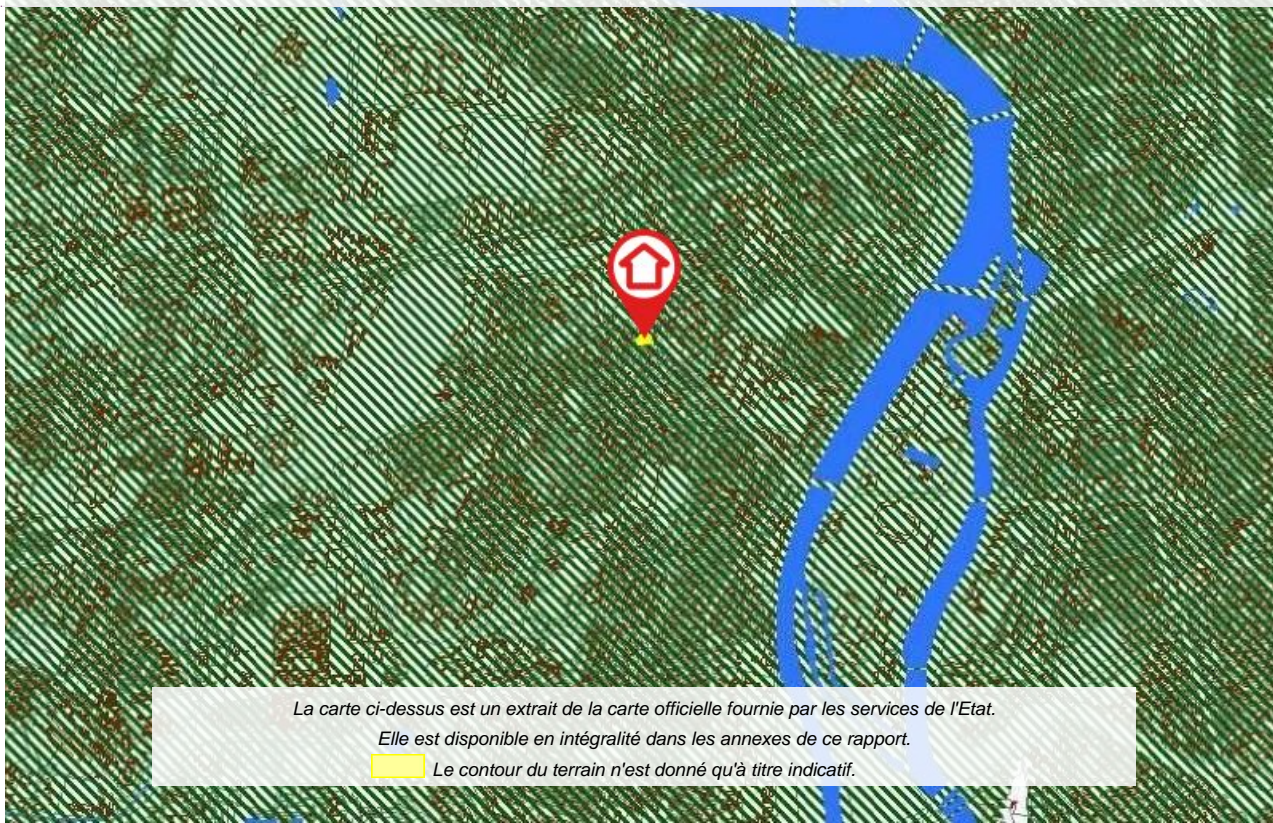 La carte ci-dessus est un extrait de la carte officielle fournie par les services de l'Etat.
Elle est disponible en intégralité dans les annexes de ce rapport.
Le contour du terrain n'est donné qu'à titre indicatif.